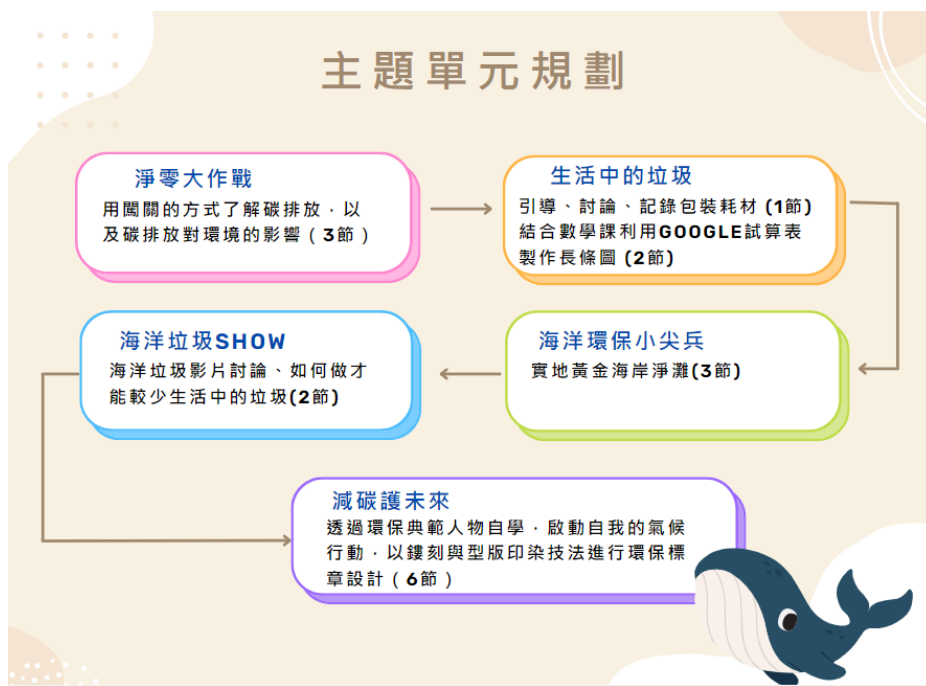 主題單元規劃
淨零大作戰
用闖關的方式了解碳排放，以
及碳排放對環境的影響（3節）
生活中的垃圾
引導、討論、記錄包裝耗材 (1節)
結合數學課利用GOOGLE試算表
製作長條圖 (2節)
海洋環保小尖兵
實地黃金海岸淨灘(3節)
海洋垃圾SHOW
海洋垃圾影片討論、如何做才
能較少生活中的垃圾(2節)
減碳護未來
透過環保典範人物自學，啟動自我的氣候
行動，以鏤刻與型版印染技法進行環保標
章設計（6節）